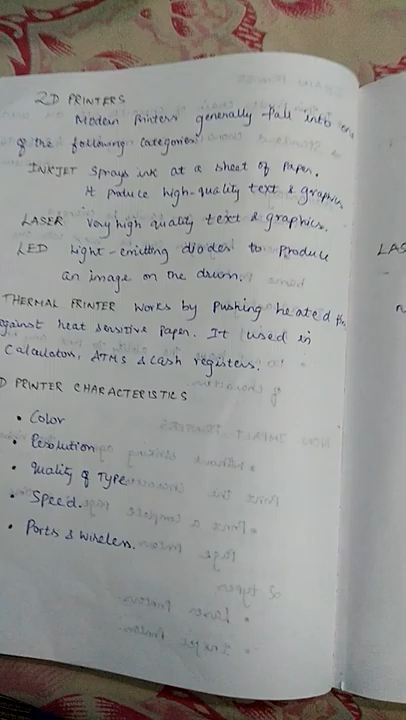 2D PRINTERS
Modern Printers generally fall into one
of the following categories:
INKJET Sprays ink at a sheet of Paper.
It produce high-quality text & graphics
LASER Very high quality text & graphics.
LED Light-emitting diodes to Produce
an image on the drum.
THERMAL PRINTER Works by Pushing heated
against heat sensitive Paper. It used in
Calculators, ATMs & Cash registers.
D PRINTER CHARACTERISTICS
• Color
• Resolution
• Quality of TYPE
• Speed.
• Ports & Wireless.
LAS